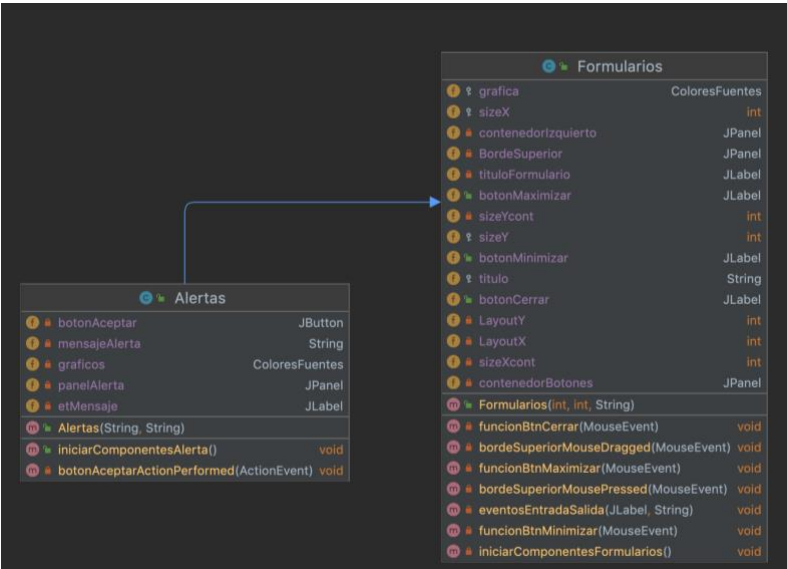 Formularios
grafica ColoresFuentes
sizeX int
contenedorIzquierto JPanel
BordeSuperior JPanel
tituloFormulario JLabel
botonMaximizar JLabel
sizeYcont int
sizeY int
botonMinimizar JLabel
titulo String
botonCerrar JLabel
LayoutY int
LayoutX int
sizeXcont int
contenedorBotones JPanel
Formularios(int, int, String)
funcionBtnCerrar(MouseEvent) void
bordeSuperiorMouseDragged(MouseEvent) void
funcionBtnMaximizar(MouseEvent) void
bordeSuperiorMousePressed(MouseEvent) void
eventosEntradaSalida(JLabel, String) void
funcionBtnMinimizar(MouseEvent) void
iniciarComponentesFormularios() void
Alertas
botonAceptar JButton
mensajeAlerta String
graficos ColoresFuentes
panelAlerta JPanel
etMensaje JLabel
Alertas(String, String)
iniciarComponentesAlerta() void
botonAceptarActionPerformed(ActionEvent) void